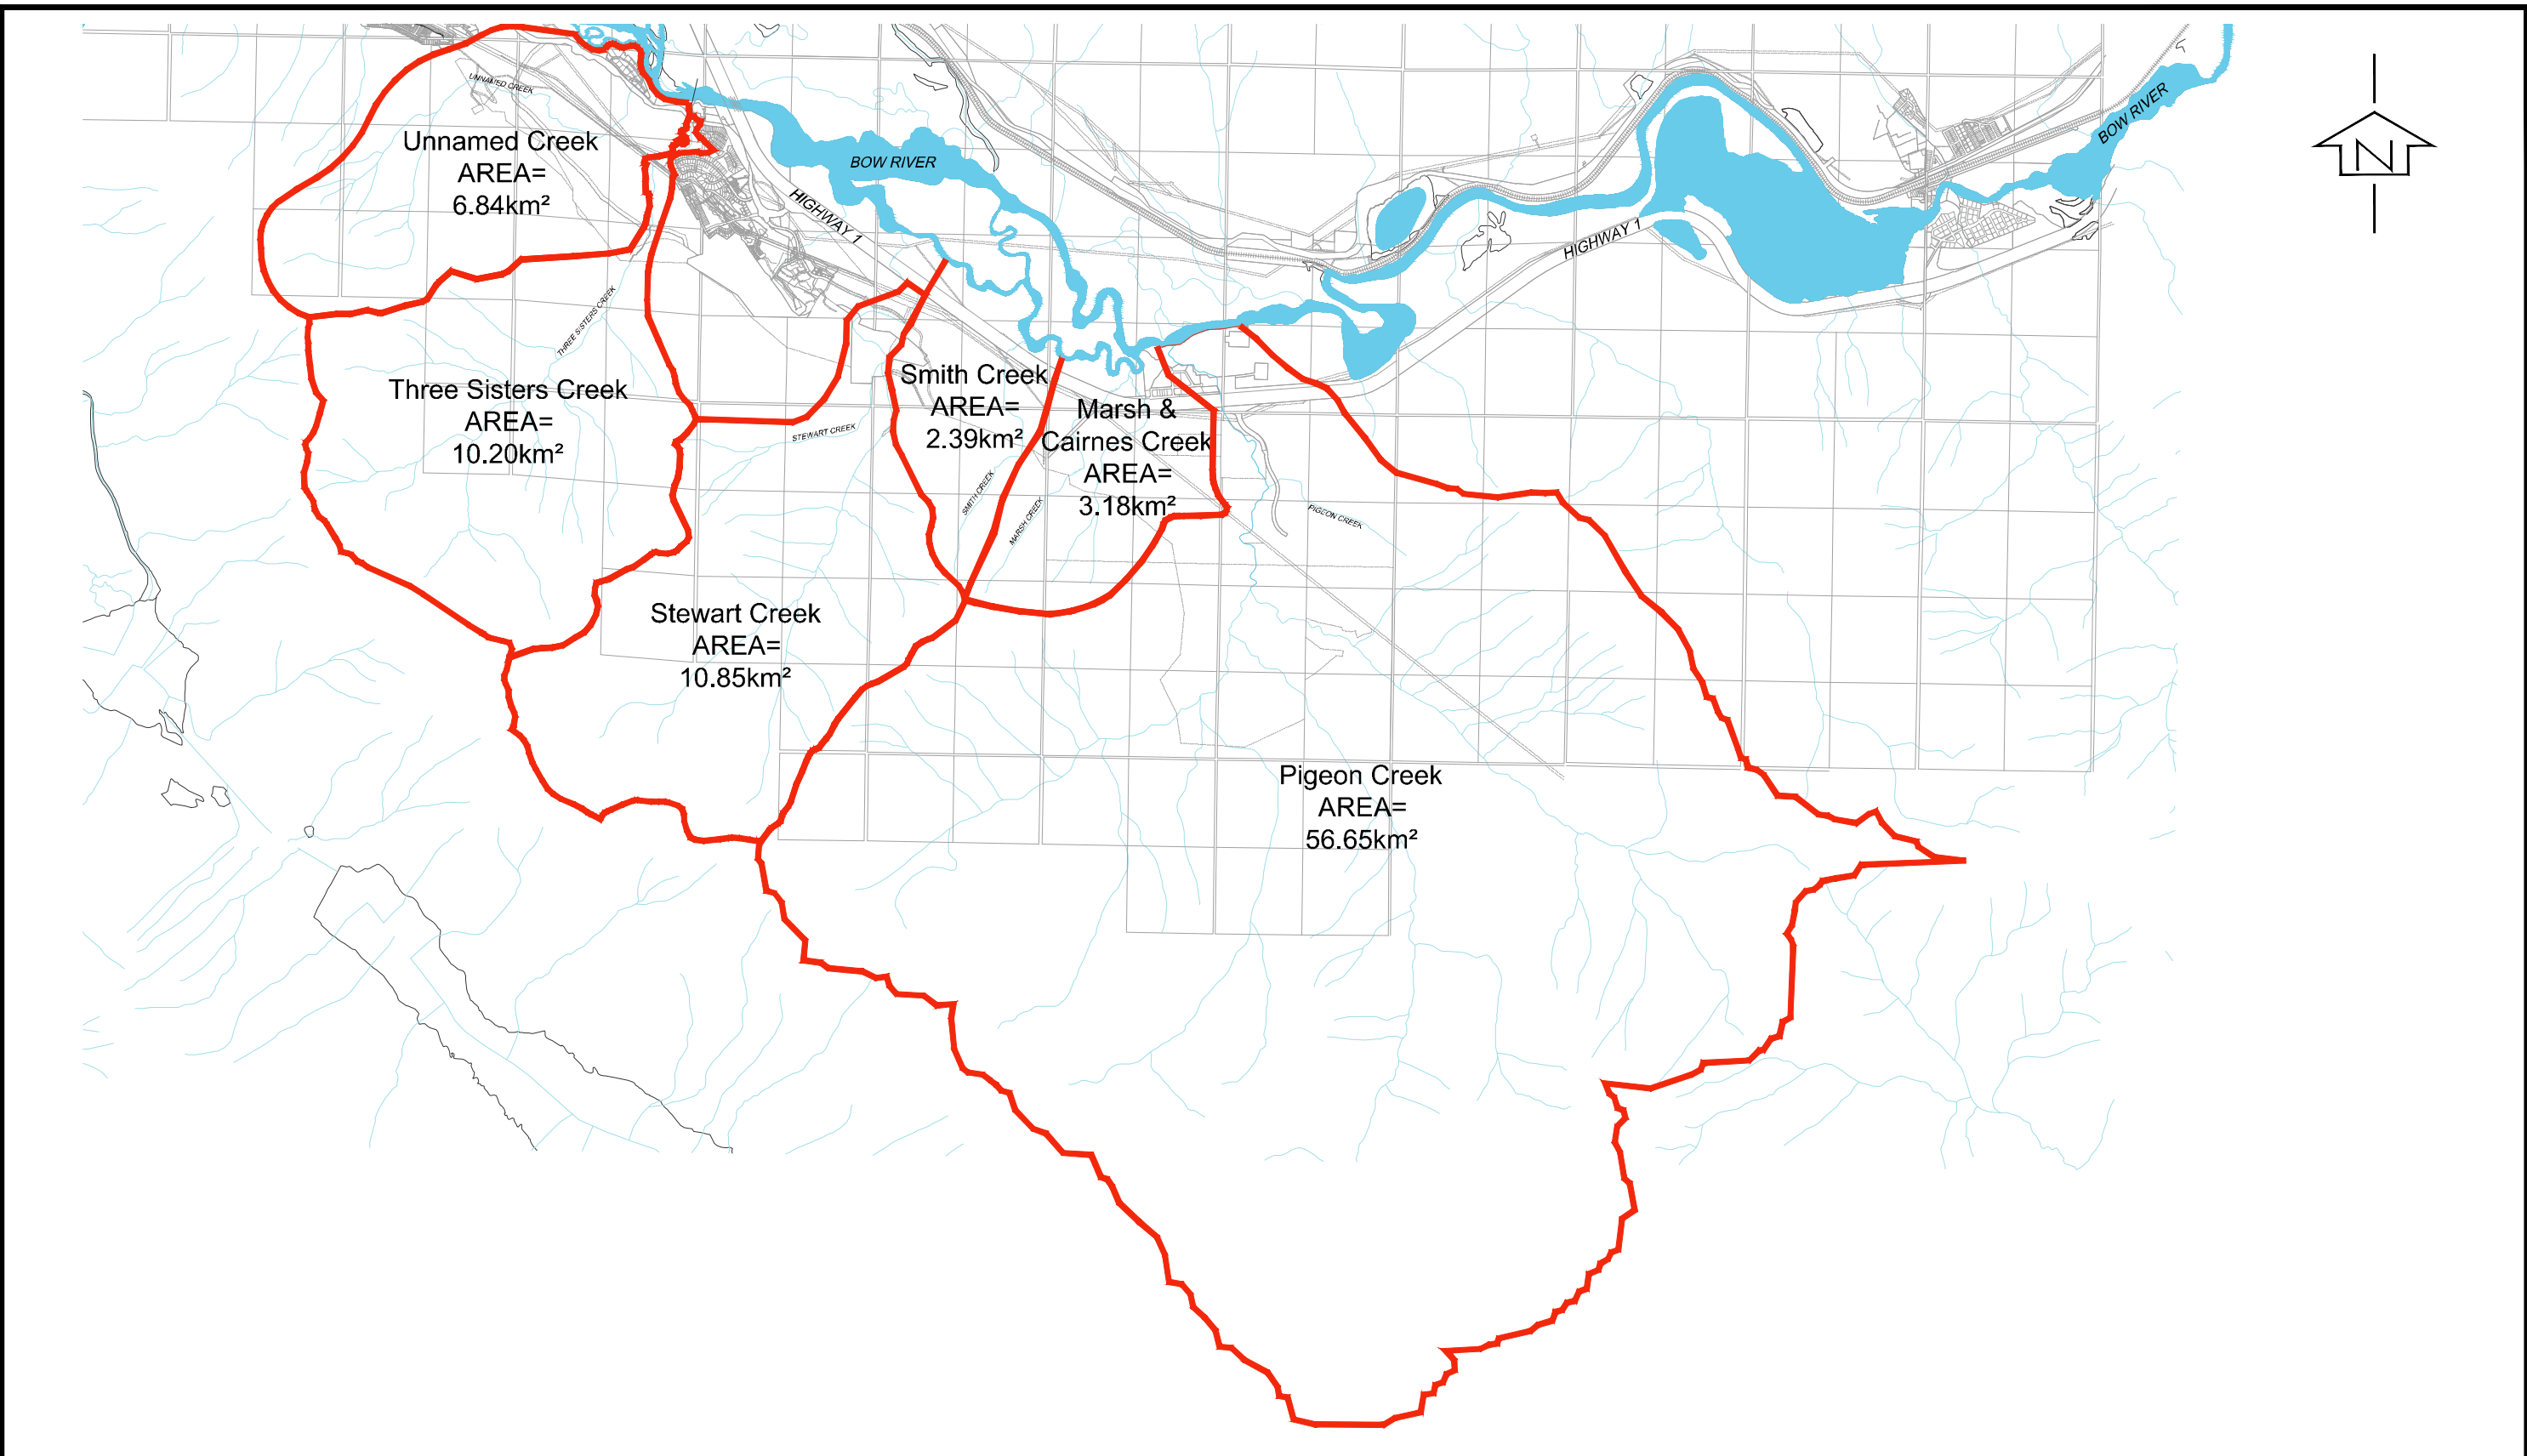 UNNAMED CREEK
Unnamed Creek
AREA=
6.84km²
BOW RIVER
HIGHWAY 1
HIGHWAY 1
BOW RIVER
N
THREE SISTERS CREEK
Three Sisters Creek
AREA=
10.20km²
STEWART CREEK
Smith Creek
AREA=
2.39km²
Marsh &
Cairnes Creek
AREA=
3.18km²
SMITH CREEK
MARSH CREEK
PIGEON CREEK
Stewart Creek
AREA=
10.85km²
Pigeon Creek
AREA=
56.65km²